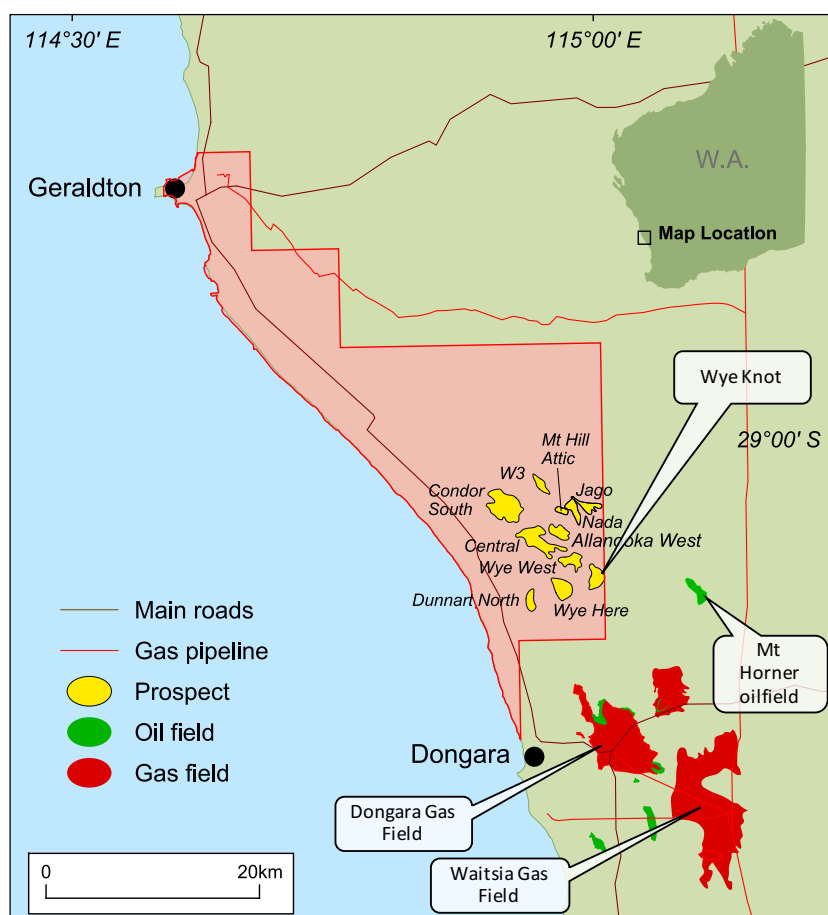 114°30' E
115°00' E
W.A.
Geraldton
Map Location
Wye Knot
29°00' S
Mt Hill
Attic
W3
Jago
Condor
South
Nada
Allanooka West
Central
Wye West
Dunnart North
Wye Here
Main roads
Gas pipeline
Prospect
Oil field
Gas field
Mt
Horner
oilfield
Dongara
Dongara Gas
Field
Waitsia Gas
Field
0
20km